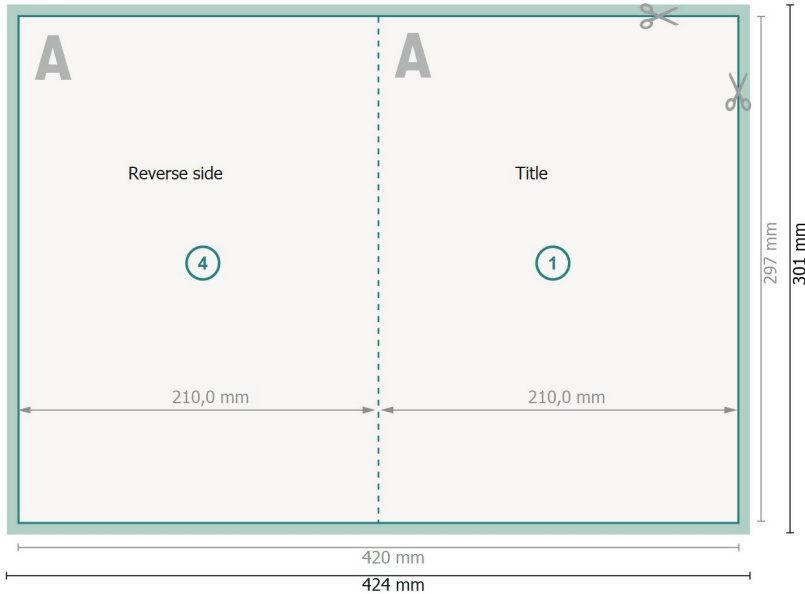 A
A
Reverse side
Title
4
1
297 mm
301 mm
210,0 mm
210,0 mm
420 mm
424 mm